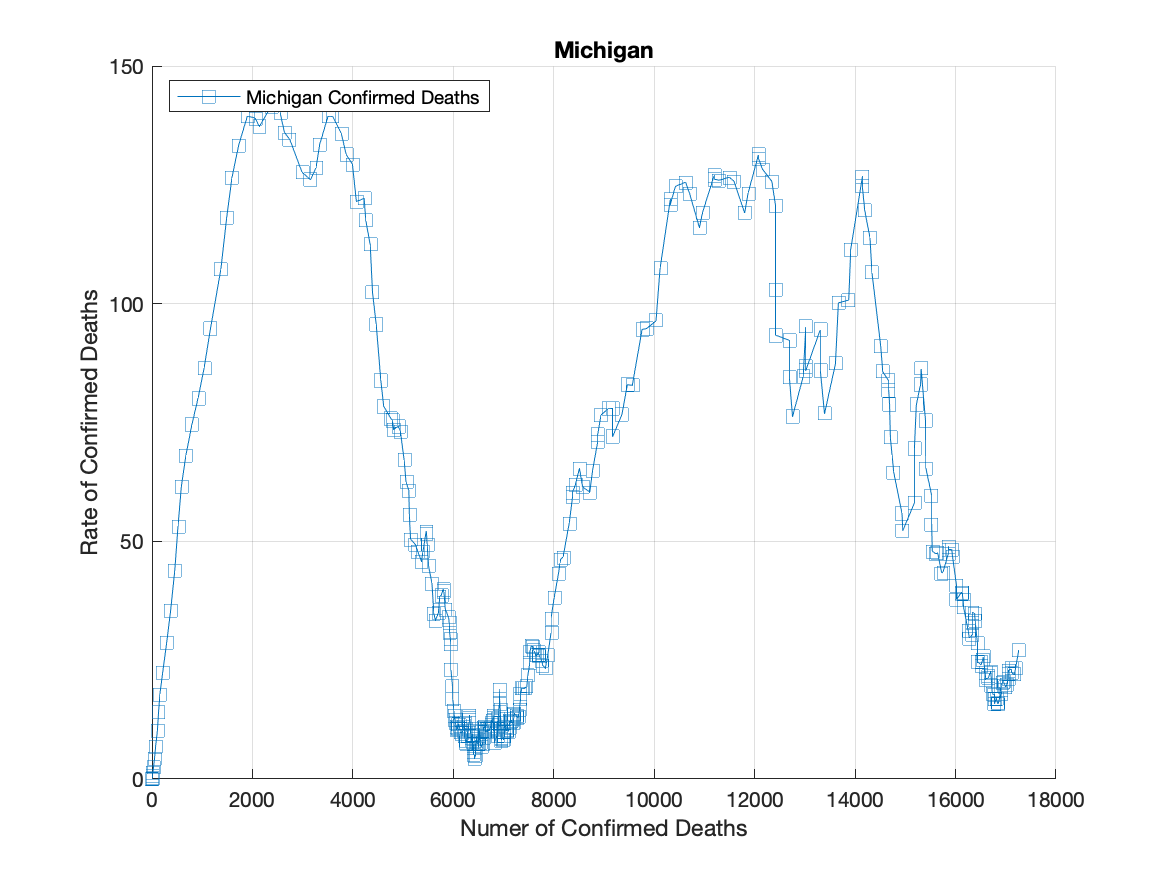 Michigan
150
Michigan Confirmed Deaths
100
50
0
Rate of Confirmed Deaths
0 2000 4000 6000 8000 10000 12000 14000 16000 18000
Numer of Confirmed Deaths